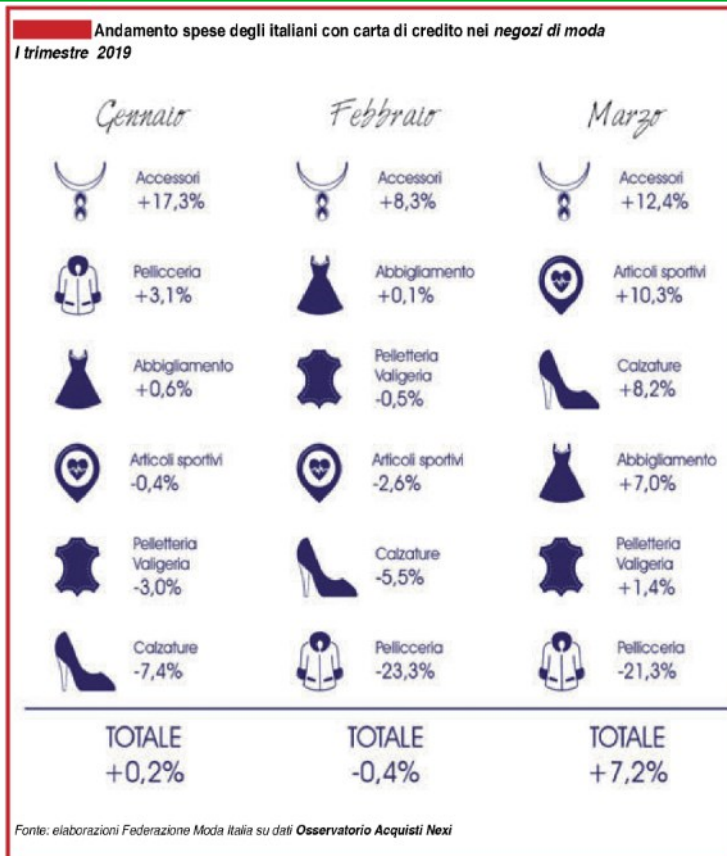 Andamento spese degli italiani con carta di credito nei negozi di moda
I trimestre 2019
Gennaio
Accessori
+17,3%
Pellicceria
+3,1%
Abbigliamento
+0,6%
Articoli sportivi
-0,4%
Pelletteria
Valigeria
-3,0%
Calzature
-7,4%
TOTALE
+0,2%
Febbraio
Accessori
+8,3%
Abbigliamento
+0,1%
Pelletteria
Valigeria
-0,5%
Articoli sportivi
-2,6%
Calzature
-5,5%
Pellicceria
-23,3%
TOTALE
-0,4%
Marzo
Accessori
+12,4%
Articoli sportivi
+10,3%
Calzature
+8,2%
Abbigliamento
+7,0%
Pelletteria
Valigeria
+1,4%
Pellicceria
-21,3%
TOTALE
+7,2%
Fonte: elaborazioni Federazione Moda Italia su dati Osservatorio Acquisti Nexi